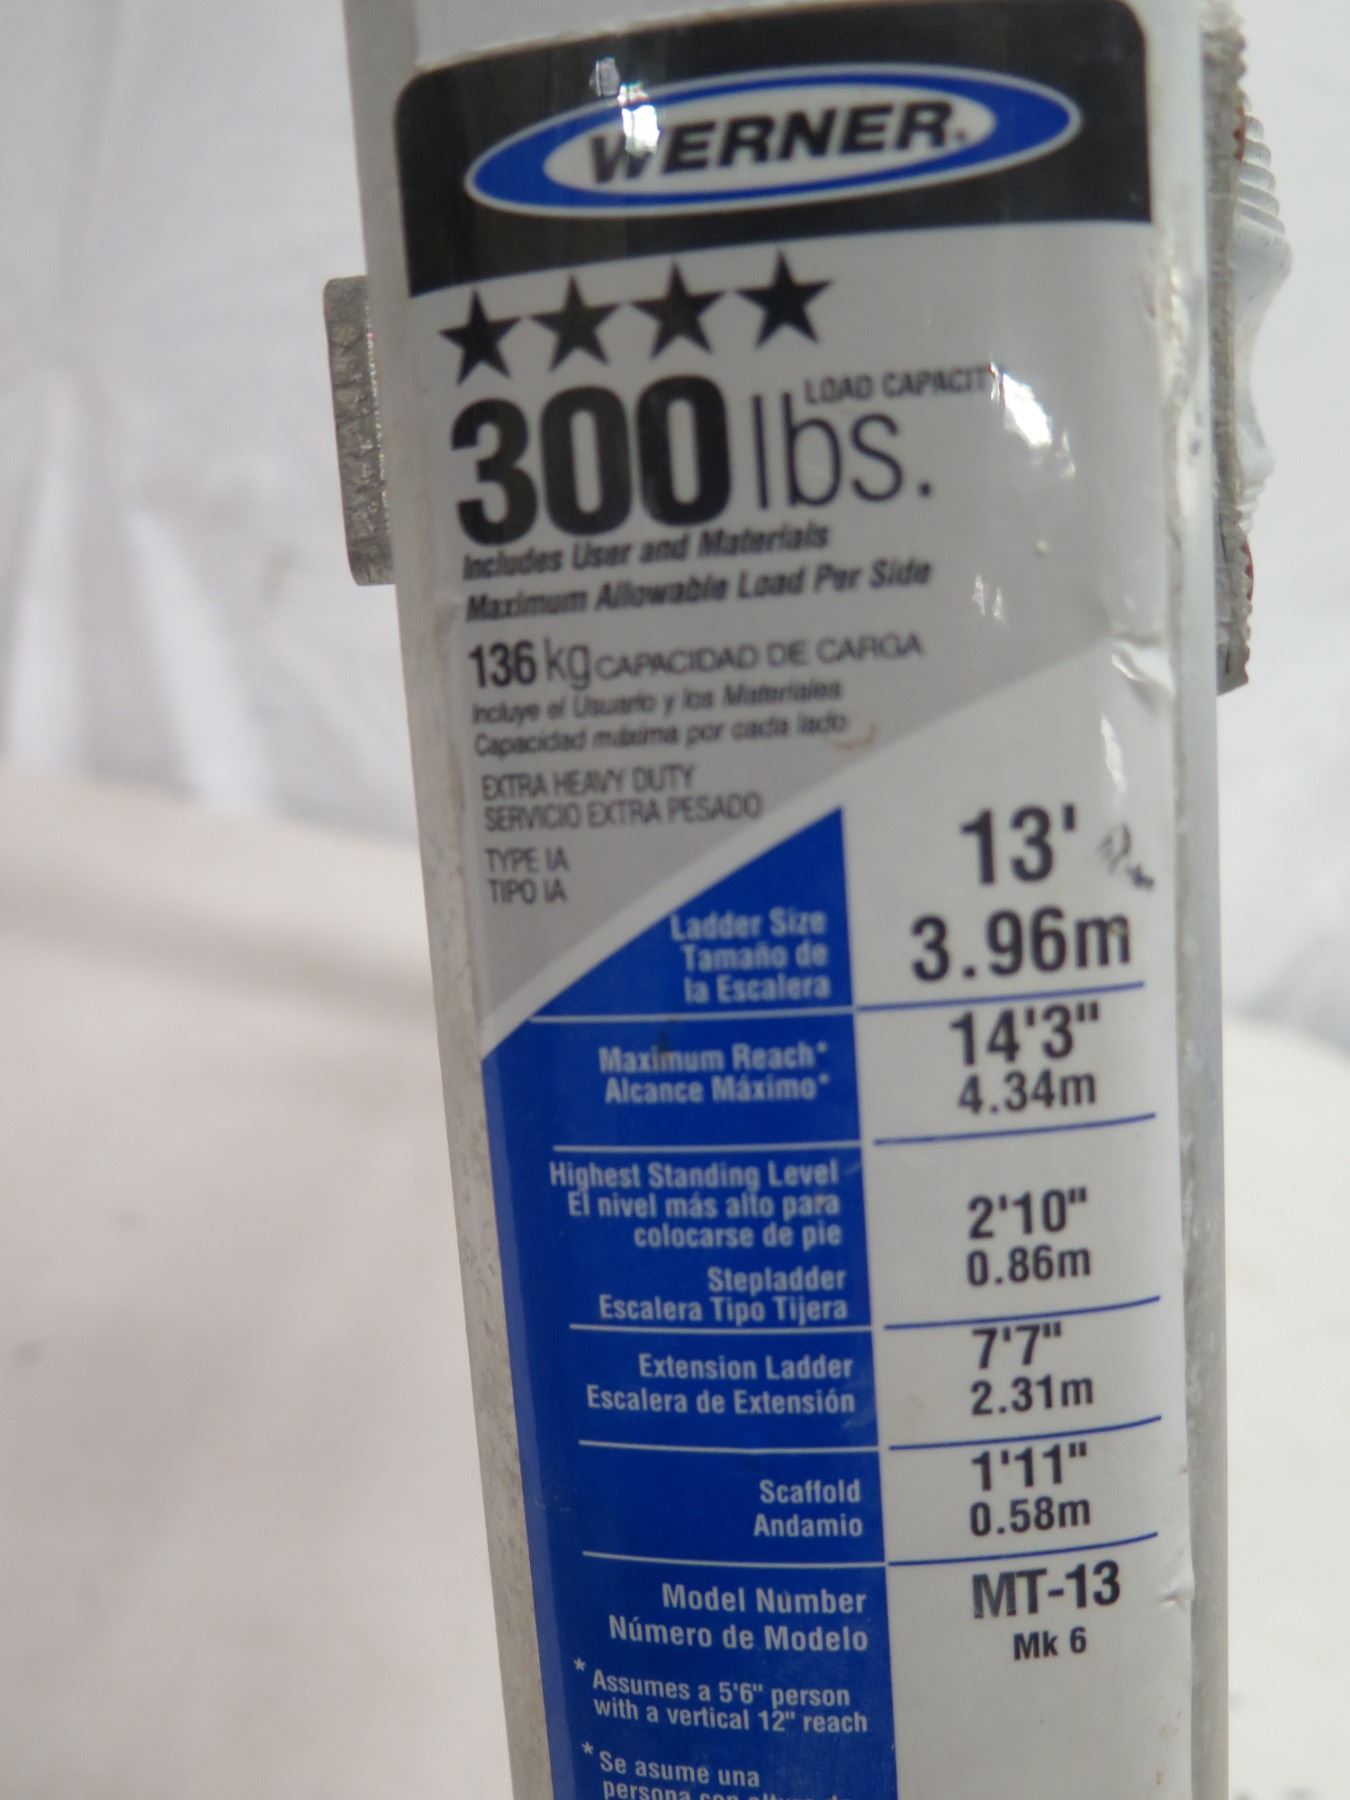 WERNER
LOAD CAPACITY
300 lbs.
Includes User and Materials
Maximum Allowable Load Per Side
136 kg CAPACIDAD DE CARGA
Incluye el Usuario y los Materiales
Capacidad máxima por cada lado
EXTRA HEAVY DUTY
SERVICIO EXTRA PESADO
TYPE IA
TIPO IA
Ladder Size
Tamaño de
la Escalera
13'
3.96m
Maximum Reach*
Alcance Máximo*
14'3"
4.34m
Highest Standing Level
El nivel más alto para
colocarse de pie
Stepladder
Escalera Tipo Tijera
2'10"
0.86m
Extension Ladder
Escalera de Extensión
7'7"
2.31m
Scaffold
Andamio
1'11"
0.58m
Model Number
Número de Modelo
MT-13
Mk 6
* Assumes a 5'6" person
with a vertical 12" reach
* Se asume una
persona con